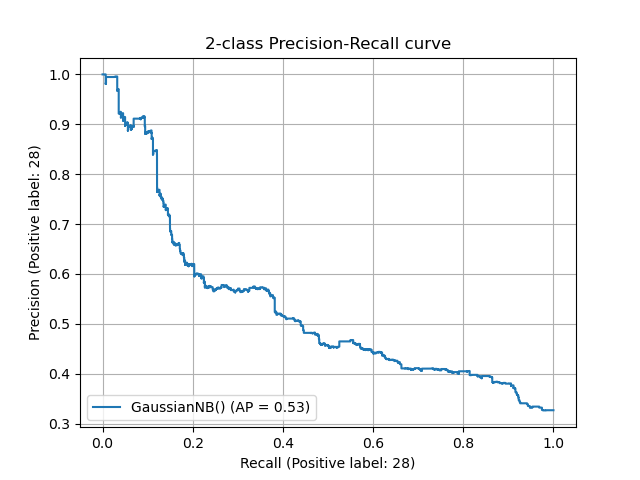 2-class Precision-Recall curve
1.0
0.9
0.8
0.7
0.6
0.5
0.4
0.3
Precision (Positive label: 28)
GaussianNB() (AP = 0.53)
0.0 0.2 0.4 0.6 0.8 1.0
Recall (Positive label: 28)